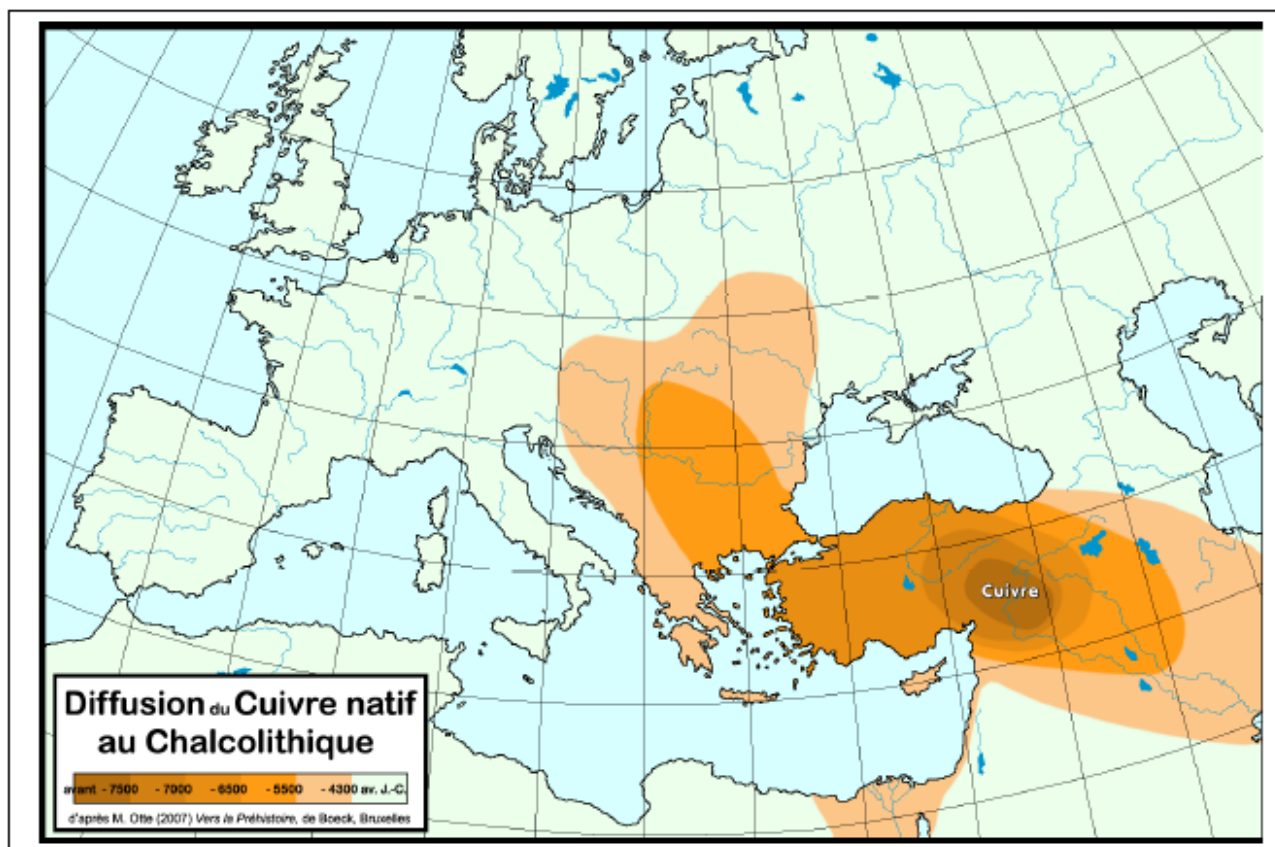 Cuivre
Diffusion du Cuivre natif
au Chalcolithique
avant - 7500 - 7000 - 6500 - 5500 - 4300 av. J.-C.
d'après M. Otte (2007) Vers la Préhistoire, de Boeck, Bruxelles